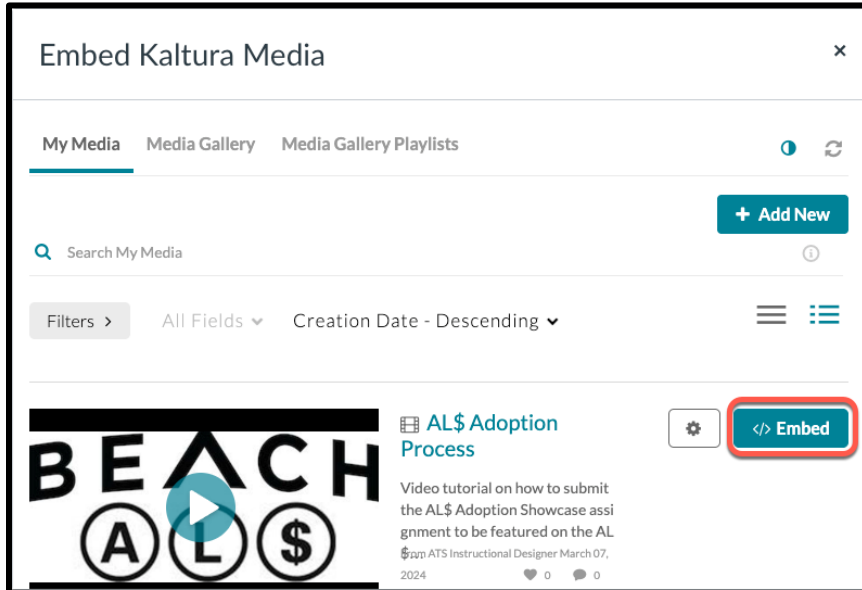 Embed Kaltura Media
×
My Media Media Gallery Media Gallery Playlists
+ Add New
Search My Media
Filters > All Fields Creation Date - Descending
BEACH
AL$
AL$ Adoption
Process
</> Embed
Video tutorial on how to submit
the AL$ Adoption Showcase assi
gnment to be featured on the AL
$
ATS Instructional Designer March 07,
2024 0 0